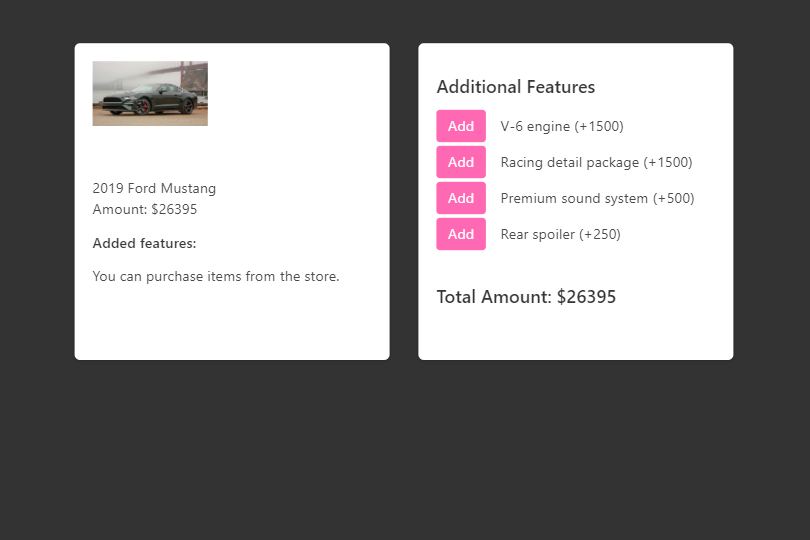 2019 Ford Mustang
Amount: $26395
Added features:
You can purchase items from the store.
Additional Features
Add V-6 engine (+1500)
Add Racing detail package (+1500)
Add Premium sound system (+500)
Add Rear spoiler (+250)
Total Amount: $26395